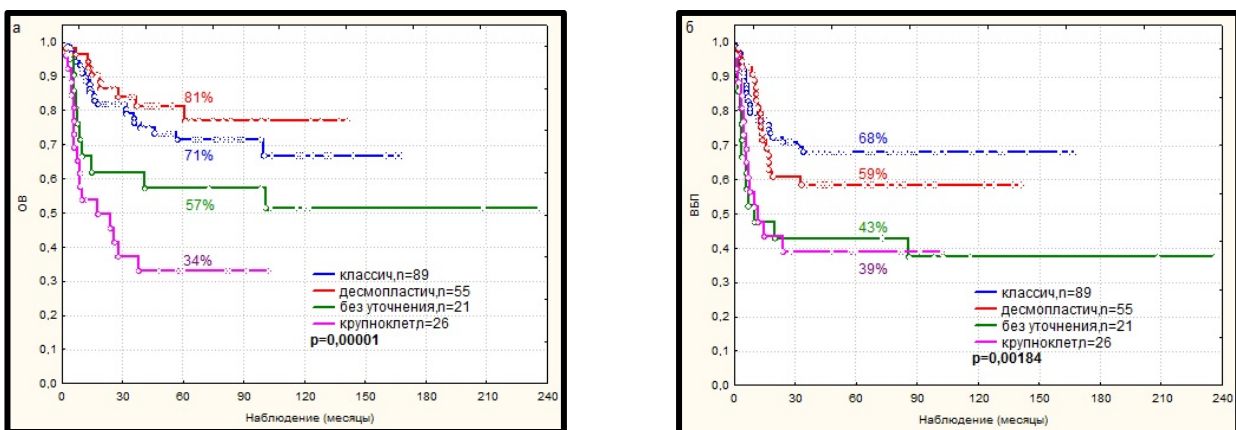 а
1,0
0,9
0,8
0,7
0,6
0,5
0,4
0,3
0,2
0,1
0,0
ОВ
81%
71%
57%
34%
классич,n=89
десмопластич,n=55
без уточнения,n=21
крупноклет,n=26
p=0,00001
0 30 60 90 120 150 180 210 240
Наблюдение (месяцы)
б
1,0
0,9
0,8
0,7
0,6
0,5
0,4
0,3
0,2
0,1
0,0
ВБП
68%
59%
43%
39%
классич,n=89
десмопластич,n=55
без уточнения,n=21
крупноклет,n=26
p=0,00184
0 30 60 90 120 150 180 210 240
Наблюдение (месяцы)